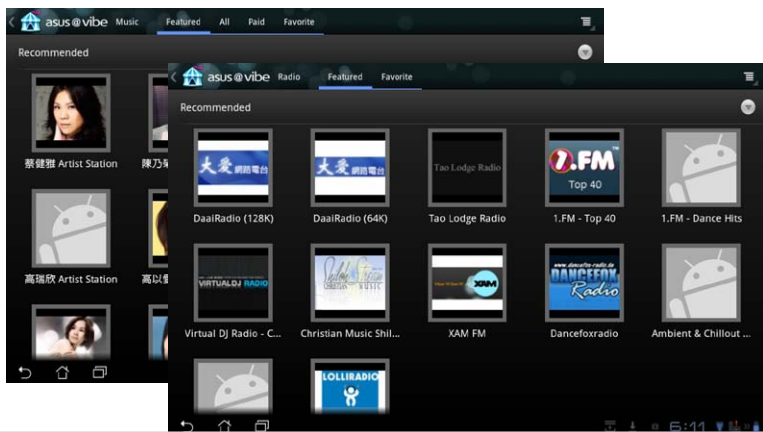 asus@vibe Music Featured All Paid Favorite
Recommended
蔡健雅 Artist Station
高瑞欣 Artist Station
asus@vibe Radio Featured Favorite
Recommended
大愛 網路電台
大愛 網路電台
Tao Lodge Radio
1.FM
Top 40
DaaiRadio (128K) DaaiRadio (64K) Tao Lodge Radio 1.FM - Top 40 1.FM - Dance Hits
VIRTUALDJ RADIO
CHRISTIAN MUSIC
XAM
DANCEFOX
Radio
Virtual DJ Radio - C... Christian Music Shil... XAM FM Dancefoxradio Ambient & Chillout ...
LOLLIRADIO
6:11